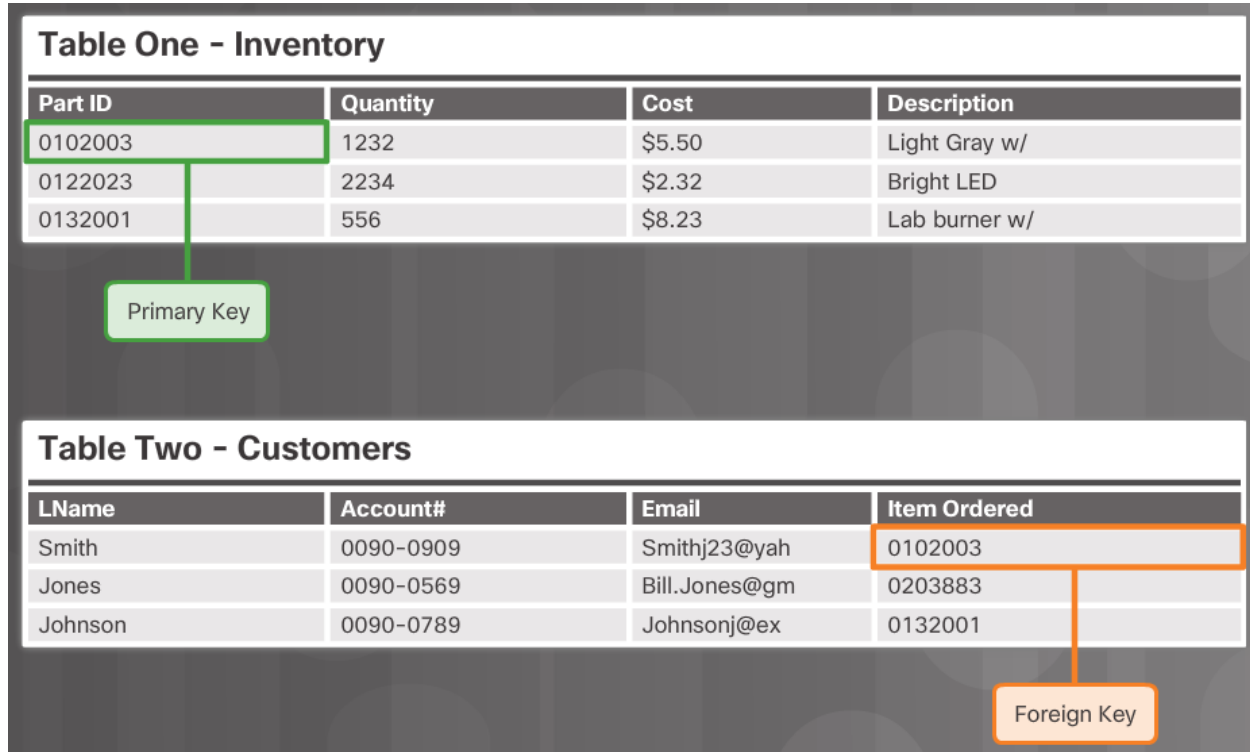 Table One - Inventory
Part ID Quantity Cost Description
0102003 1232 $5.50 Light Gray w/
0122023 2234 $2.32 Bright LED
0132001 556 $8.23 Lab burner w/
Primary Key
Table Two - Customers
LName Account# Email Item Ordered
Smith 0090-0909 Smithj23@yah 0102003
Jones 0090-0569 Bill.Jones@gm 0203883
Johnson 0090-0789 Johnsonj@ex 0132001
Foreign Key